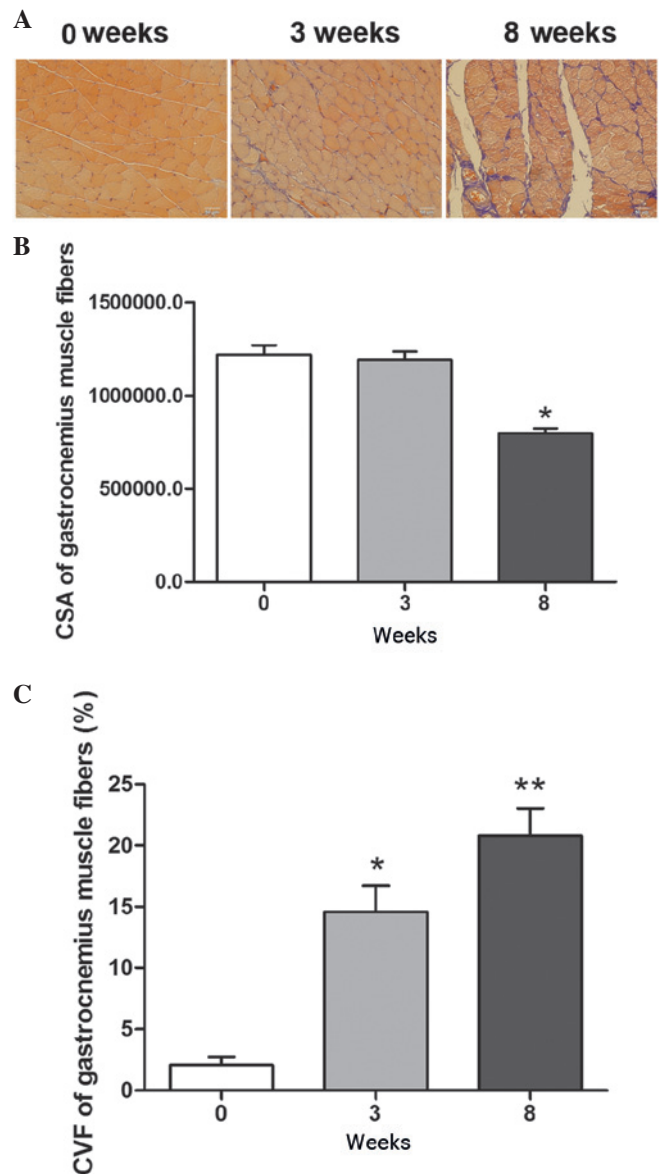 A
0 weeks 3 weeks 8 weeks
B
CSA of gastrocnemius muscle fibers
1500000.0
1000000.0
500000.0
0.0
*
0 3 8
Weeks
C
CVF of gastrocnemius muscle fibers (%)
25
20
15
10
5
0
*
**
0 3 8
Weeks